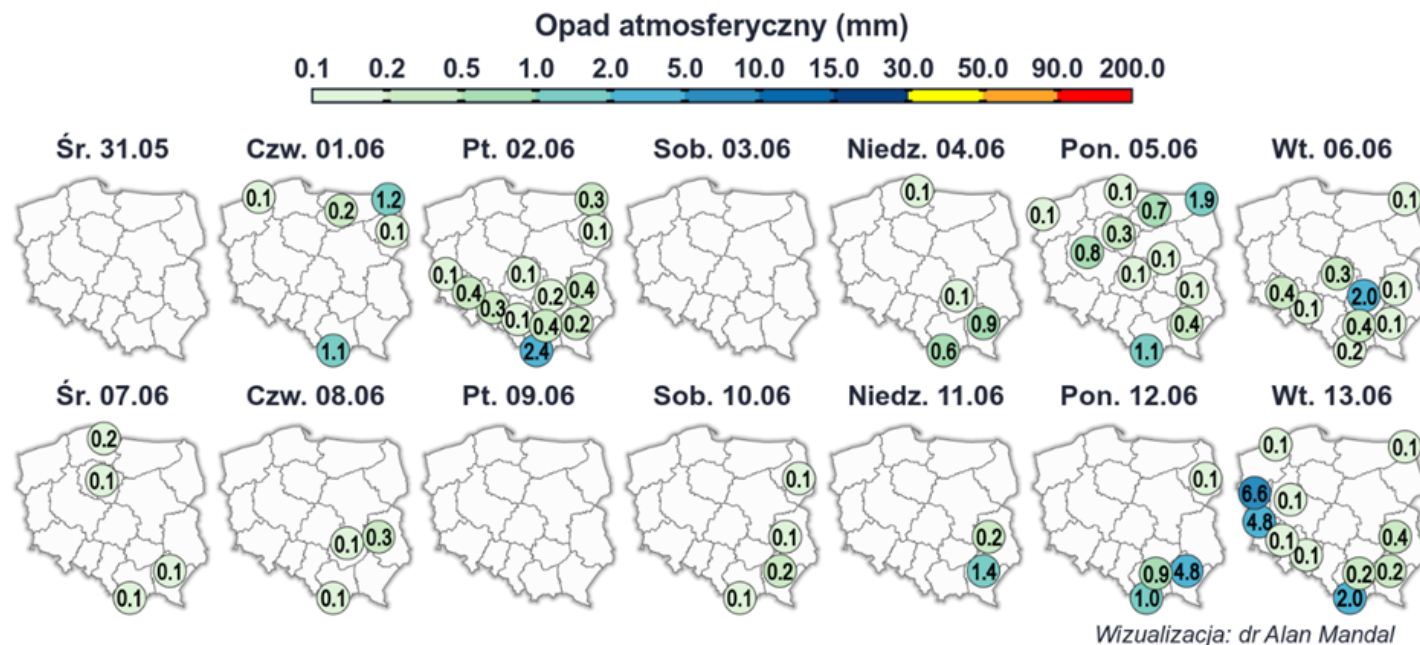 Opad atmosferyczny (mm)
0.1 0.2 0.5 1.0 2.0 5.0 10.0 15.0 30.0 50.0 90.0 200.0
Śr. 31.05 Czw. 01.06 Pt. 02.06 Sob. 03.06 Niedz. 04.06 Pon. 05.06 Wt. 06.06
0.1 0.2 1.2 0.1 1.1
0.3 0.1 0.1 0.4 0.3 0.1 0.1 0.2 0.4 0.4 0.2 2.4
0.1 0.1 0.9 0.6
0.1 0.1 0.7 1.9 0.3 0.8 0.1 0.1 0.1 0.4 1.1
0.1 0.3 0.4 0.1 2.0 0.1 0.4 0.1 0.2
Śr. 07.06 Czw. 08.06 Pt. 09.06 Sob. 10.06 Niedz. 11.06 Pon. 12.06 Wt. 13.06
0.2 0.1 0.1 0.1
0.1 0.3 0.1
0.1 0.1 0.2 0.1
0.2 1.4
0.1 0.9 4.8 1.0
0.1 0.1 6.6 0.1 4.8 0.1 0.1 0.4 0.2 0.2 2.0
Wizualizacja: dr Alan Mandal